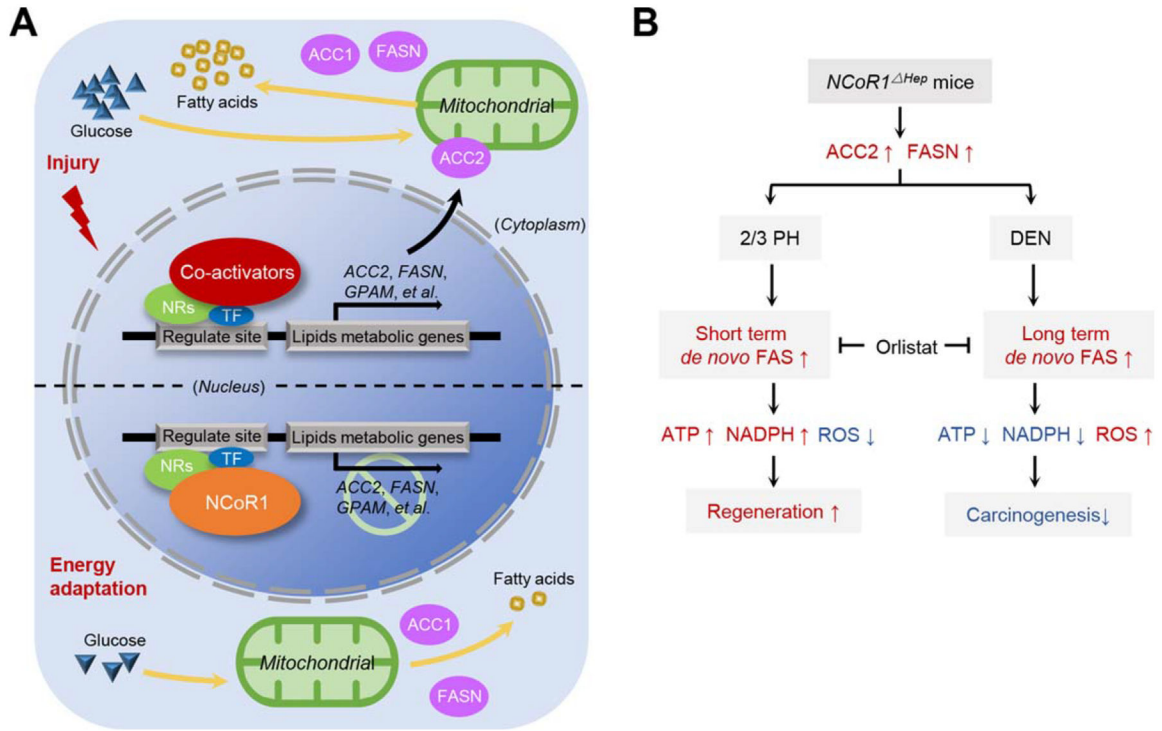 A
ACC1
FASN
Fatty acids
Glucose
Mitochondrial
ACC2
Injury
(Cytoplasm)
Co-activators
NRs
TF
ACC2, FASN,
GPAM, et al.
Regulate site
Lipids metabolic genes
(Nucleus)
Regulate site
Lipids metabolic genes
NRs
TF
NCoR1
ACC2, FASN,
GPAM, et al.
Energy
adaptation
Fatty acids
Glucose
Mitochondrial
ACC1
FASN
B
NCoR1△Hep mice
ACC2 ↑ FASN ↑
2/3 PH
DEN
Short term
de novo FAS ↑
Orlistat
Long term
de novo FAS ↑
ATP ↑ NADPH ↑ ROS ↓
ATP ↓ NADPH ↓ ROS ↑
Regeneration ↑
Carcinogenesis↓